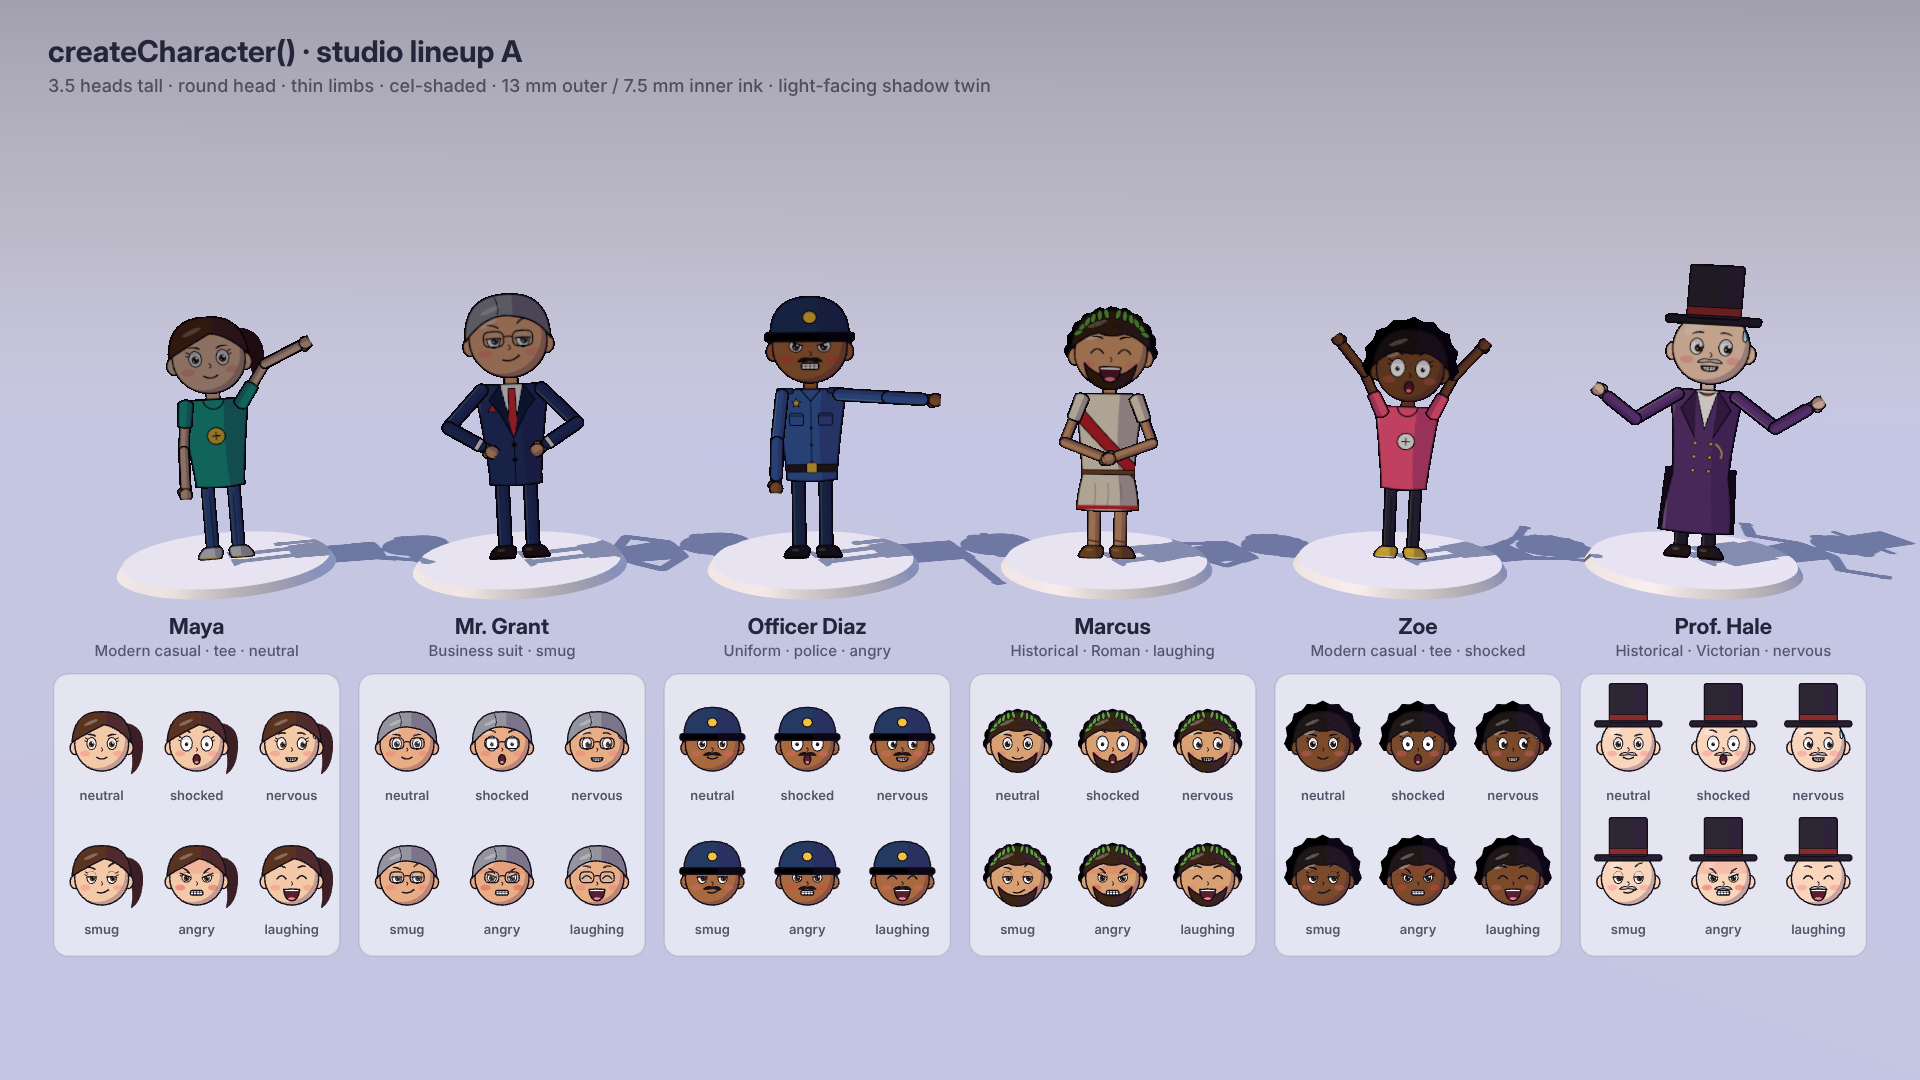 createCharacter() · studio lineup A
3.5 heads tall · round head · thin limbs · cel-shaded · 13 mm outer / 7.5 mm inner ink · light-facing shadow twin
Maya
Modern casual · tee · neutral
neutral shocked nervous
smug angry laughing
Mr. Grant
Business suit · smug
neutral shocked nervous
smug angry laughing
Officer Diaz
Uniform · police · angry
neutral shocked nervous
smug angry laughing
Marcus
Historical · Roman · laughing
neutral shocked nervous
smug angry laughing
Zoe
Modern casual · tee · shocked
neutral shocked nervous
smug angry laughing
Prof. Hale
Historical · Victorian · nervous
neutral shocked nervous
smug angry laughing